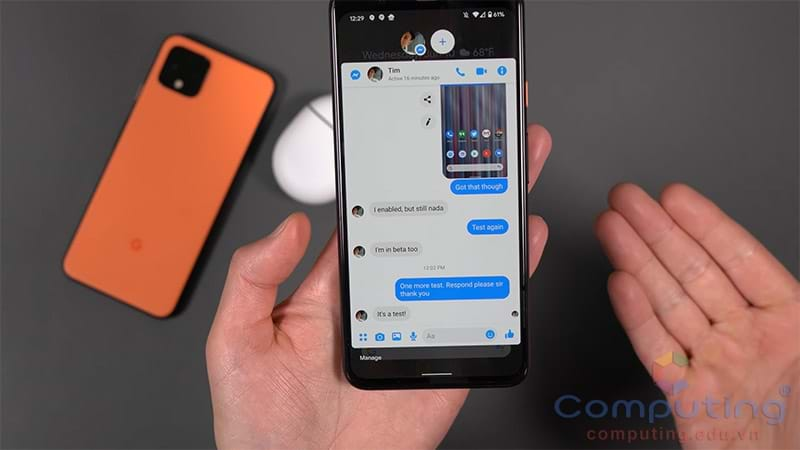 12:29
61%
68°F
Tim
Active 16 minutes ago
Got that though
I enabled, but still nada
Test again
I'm in beta too
12:02 PM
One more test. Respond please sir
thank you
It's a test!
Aa
Manage
Computing®
computing.edu.vn